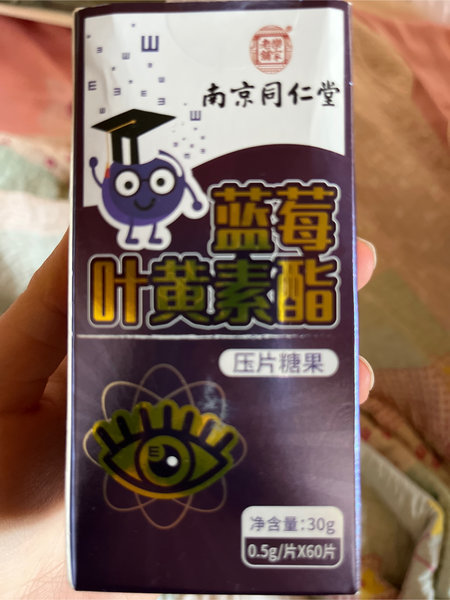 南京同仁堂
蓝莓
叶黄素酯
压片糖果
净含量:30g
0.5g/片X60片